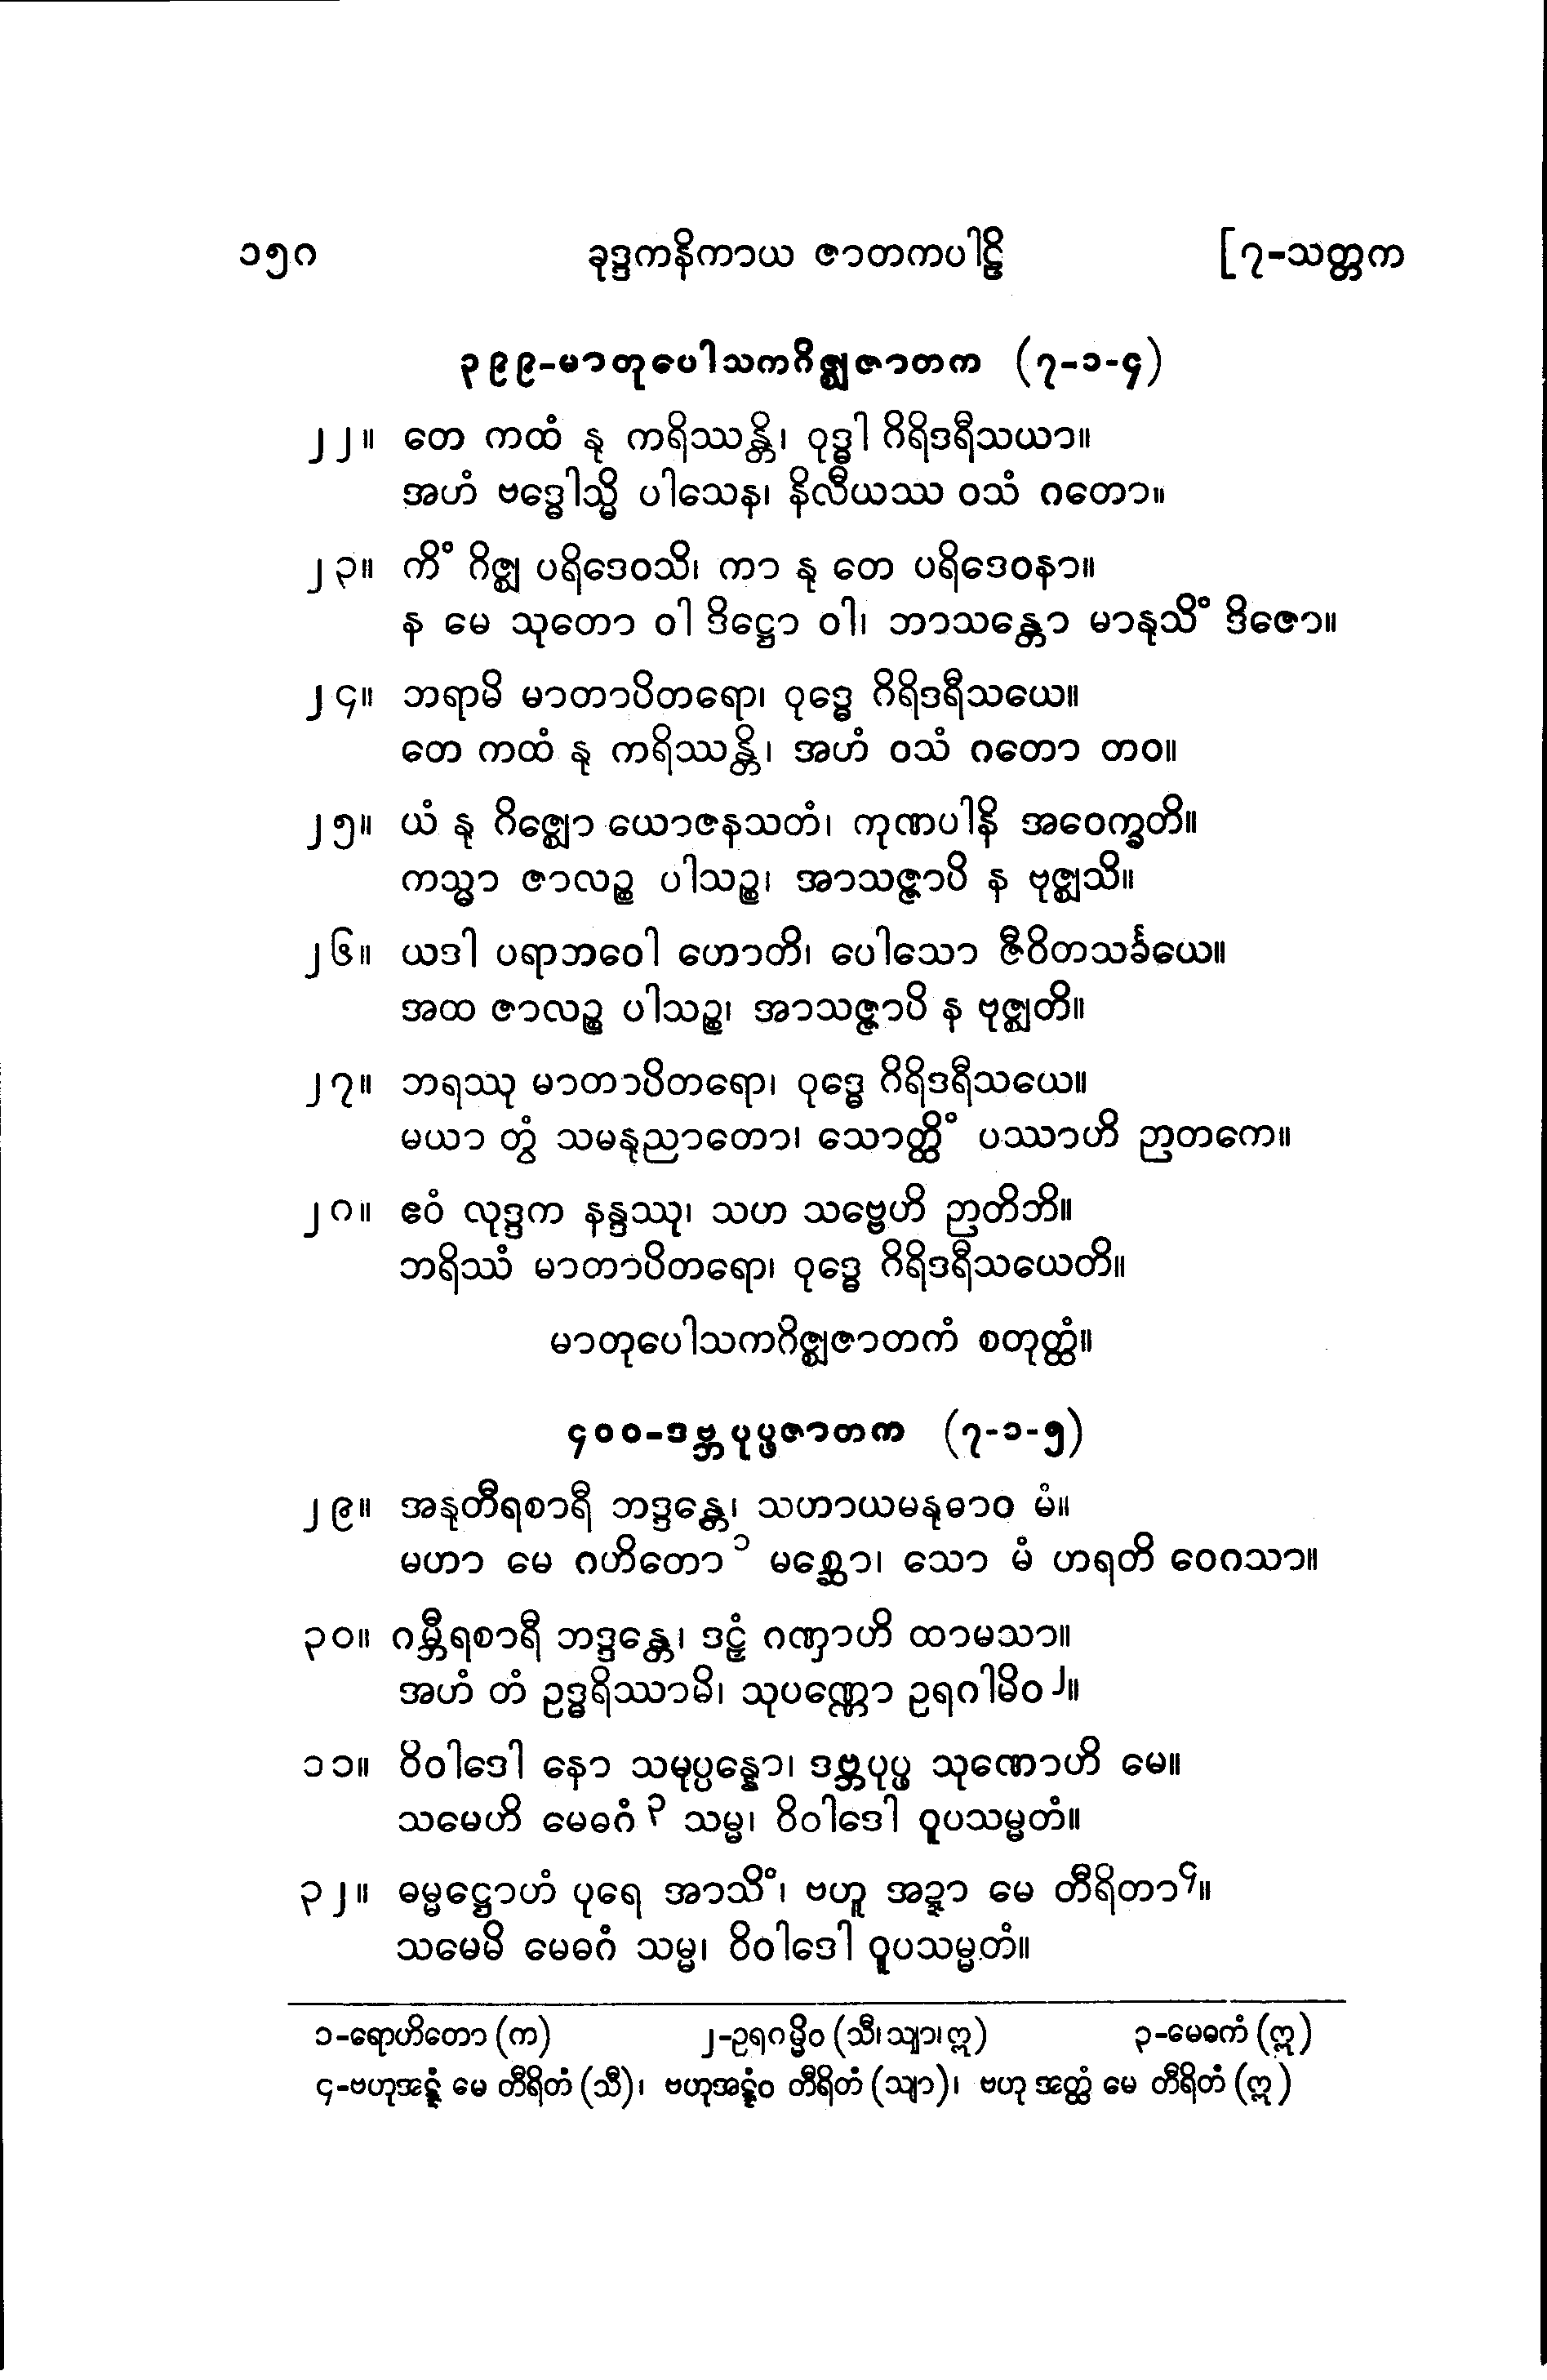 ၁၅၈ ခုဒ္ဒကနိကာယ ဇာတကပါဠိ [၇-သတ္တက
၃၉၉-မာတုပေါသကဂိဇ္ဈဇာတက (၇-၁-၄)
၂၂။ တေ ကထံ နု ကရိဿန္တိ၊ ဝုဒ္ဓါ ဂိရိဒရီသယာ။
အဟံ ဗဒ္ဓေါသ္မိ ပါသေန၊ နိလီယဿ ဝသံ ဂတော။
၂၃။ ကိံ ဂိဇ္ဈ ပရိဒေဝသိ၊ ကာ နု တေ ပရိဒေဝနာ။
န မေ သုတော ဝါ ဒိဋ္ဌော ဝါ၊ ဘာသန္တော မာနုသိံ ဒိဇော။
၂၄။ ဘရာမိ မာတာပိတရော၊ ဝုဒ္ဓေ ဂိရိဒရီသယေ။
တေ ကထံ နု ကရိဿန္တိ၊ အဟံ ဝသံ ဂတော တဝ။
၂၅။ ယံ နု ဂိဇ္ဈော ယောဇနသတံ၊ ကုဏပါနိ အဝေက္ခတိ။
ကသ္မာ ဇာလဉ္စ ပါသဉ္စ၊ အာသဇ္ဇာပိ န ဗုဇ္ဈသိ။
၂၆။ ယဒါ ပရာဘဝေါ ဟောတိ၊ ပေါသော ဇီဝိတသင်္ခယေ။
အထ ဇာလဉ္စ ပါသဉ္စ၊ အာသဇ္ဇာပိ န ဗုဇ္ဈတိ။
၂၇။ ဘရဿု မာတာပိတရော၊ ဝုဒ္ဓေ ဂိရိဒရီသယေ။
မယာ တွံ သမနုညာတော၊ သောတ္ထိံ ပဿာဟိ ဉာတကေ။
၂၈။ ဧဝံ လုဒ္ဒက နန္ဒဿု၊ သဟ သဗ္ဗေဟိ ဉာတိဘိ။
ဘရိဿံ မာတာပိတရော၊ ဝုဒ္ဓေ ဂိရိဒရီသယေတိ။
မာတုပေါသကဂိဇ္ဈဇာတကံ စတုတ္ထံ။
၄၀၀-ဒဗ္ဘပုပ္ဖဇာတက (၇-၁-၅)
၂၉။ အနုတီရစာရီ ဘဒ္ဒန္တေ၊ သဟာယမနုဓာဝ မံ။
မဟာ မေ ဂဟိတော ၁ မစ္ဆော၊ သော မံ ဟရတိ ဝေဂသာ။
၃၀။ ဂမ္ဘီရစာရီ ဘဒ္ဒန္တေ၊ ဒဠှံ ဂဏှာဟိ ထာမသာ။
အဟံ တံ ဥဒ္ဓရိဿာမိ၊ သုပဏ္ဏော ဥရဂါမိဝ ၂။
၁၁။ ဝိဝါဒေါ နော သမုပ္ပန္နော၊ ဒဗ္ဘပုပ္ဖ သုဏောဟိ မေ။
သမေဟိ မေဓဂံ ၃ သမ္မ၊ ဝိဝါဒေါ ဝူပသမ္မတံ။
၃၂။ ဓမ္မဋ္ဌောဟံ ပုရေ အာသိံ၊ ဗဟူ အဍ္ဍာ မေ တီရိတာ ၄။
သမေမိ မေဓဂံ သမ္မ၊ ဝိဝါဒေါ ဝူပသမ္မတံ။
၁-ရောဟိတော (က) ၂-ဥရဂမ္မိဝ (သီ၊သျာ၊ဣ) ၃-မေဓကံ (ဣ)
၄-ဗဟုအဋ္ဋံ မေ တီရိတံ (သီ)၊ ဗဟုအဋ္ဋံဝ တီရိတံ (သျာ)၊ ဗဟု အတ္ထံ မေ တီရိတံ (ဣ)